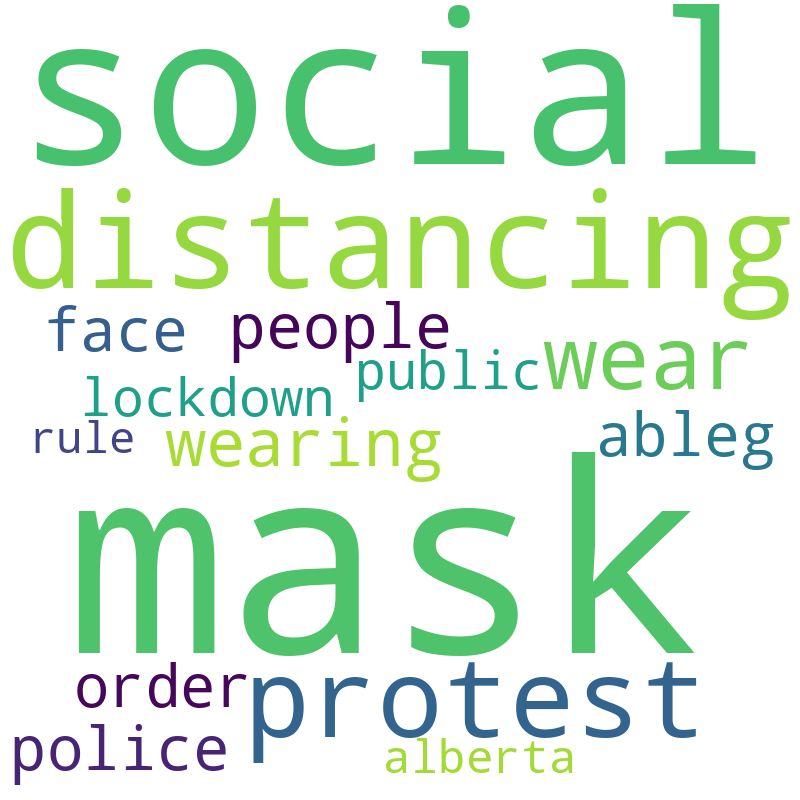 social
distancing
face people
public wear
lockdown
rule wearing ableg
mask
order protest
police alberta